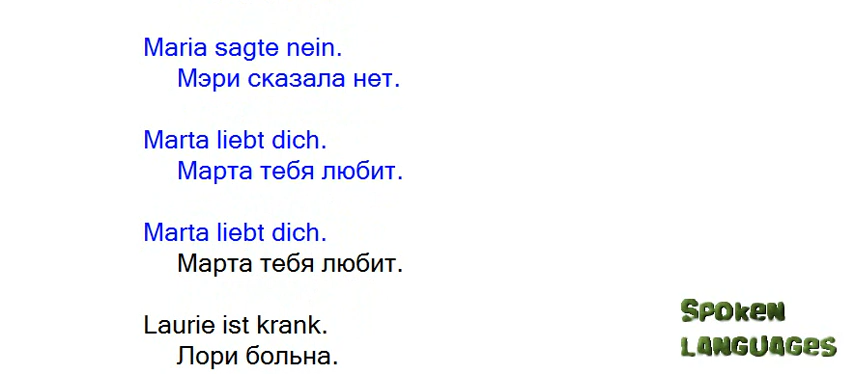 Maria sagte nein.
Мэри сказала нет.
Marta liebt dich.
Марта тебя любит.
Marta liebt dich.
Марта тебя любит.
Laurie ist krank.
Лори больна.
Spoken
Languages